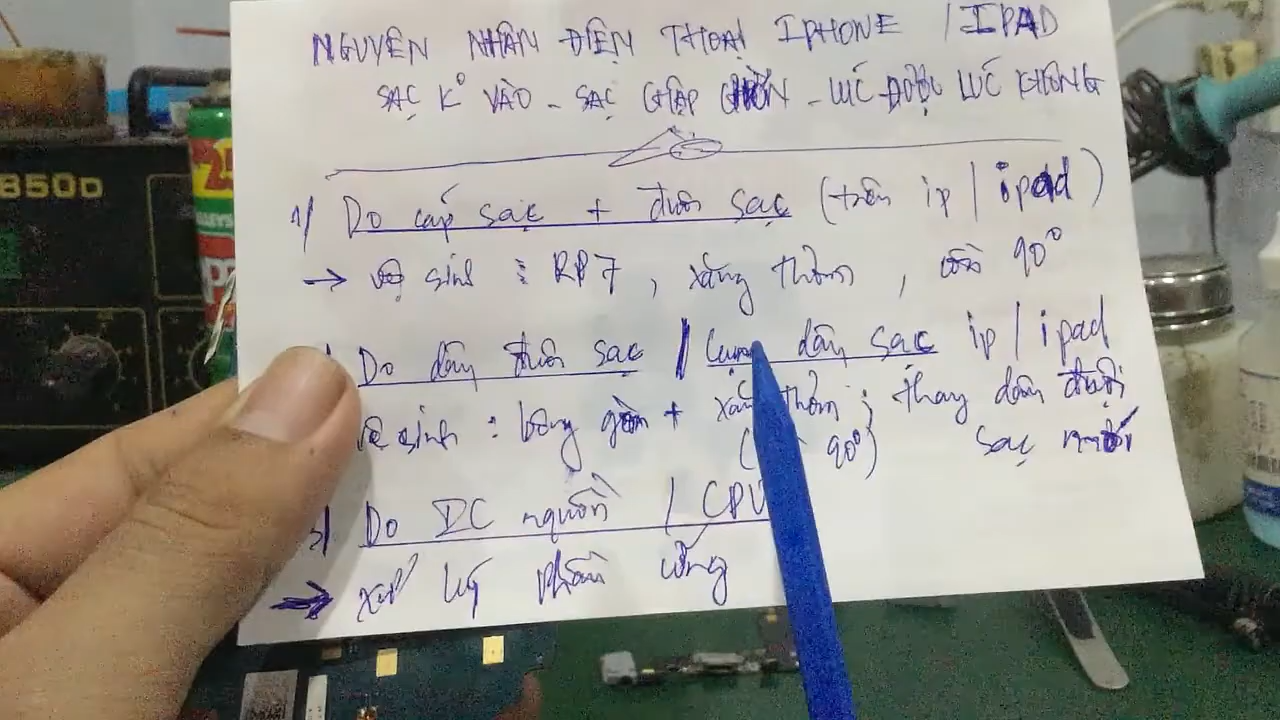 NGUYÊN NHÂN ĐIỆN THOẠI IPHONE / IPAD
SẠC K° VÀO - SẠC CHẬP CHỜN - LÚC ĐƯỢC LÚC KHÔNG
850D
25
1/ Do cáp sạc + đuôi sạc (trên ip / ipad)
→ vệ sinh : RP7, xăng thơm, cồn 90°
Do dây đuôi sạc / dây sạc ip / ipad
vệ sinh : bông gòn + xăng thơm ; thay dây đuôi
90°) sạc mới
Do IC nguồn / CPU
→ xử lý phần cứng